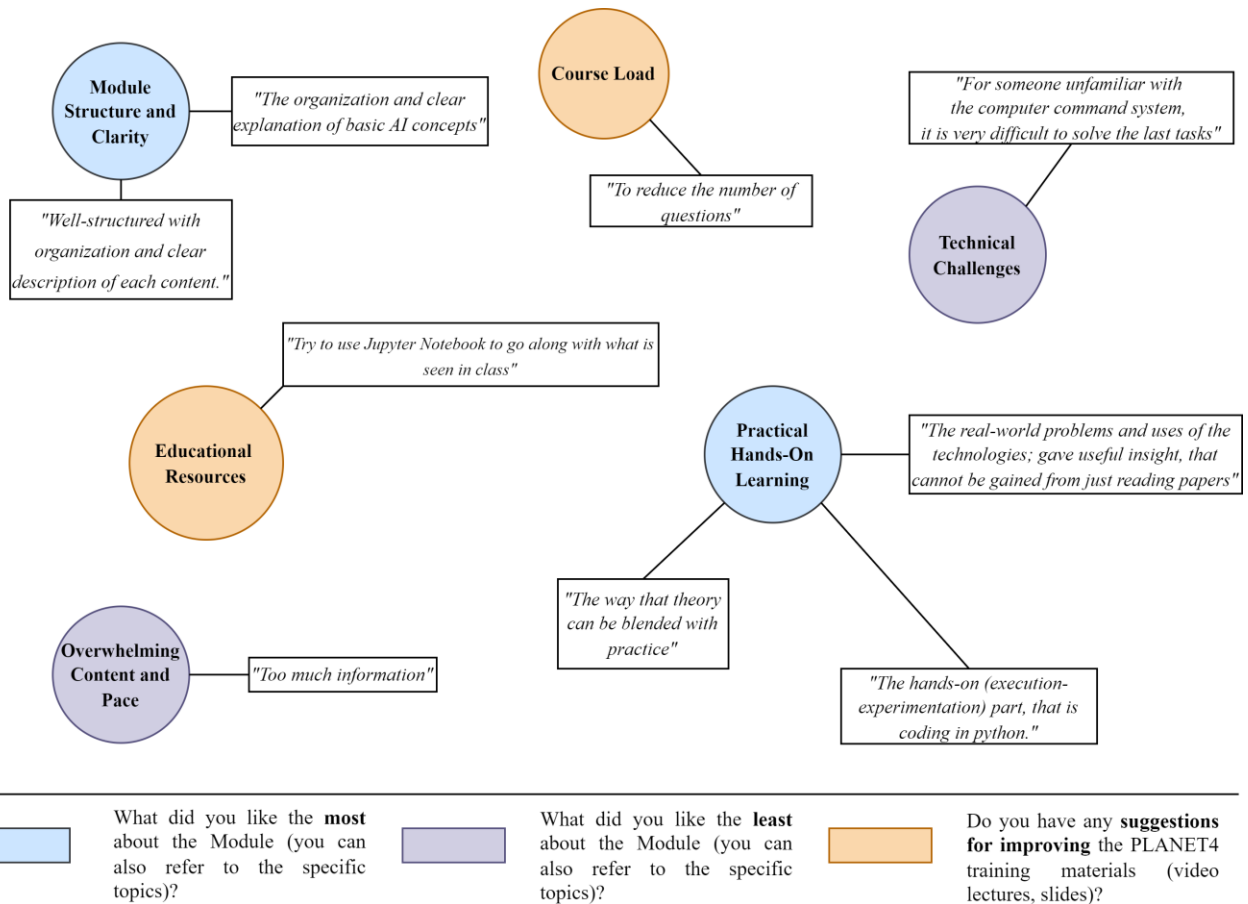 Module
Structure and
Clarity
"The organization and clear
explanation of basic AI concepts"
"Well-structured with
organization and clear
description of each content."
Course Load
"To reduce the number of
questions"
"For someone unfamiliar with
the computer command system,
it is very difficult to solve the last tasks"
Technical
Challenges
"Try to use Jupyter Notebook to go along with what is
seen in class"
Educational
Resources
Practical
Hands-On
Learning
"The real-world problems and uses of the
technologies; gave useful insight, that
cannot be gained from just reading papers"
"The way that theory
can be blended with
practice"
"The hands-on (execution-
experimentation) part, that is
coding in python."
Overwhelming
Content and
Pace
"Too much information"
What did you like the most
about the Module (you can
also refer to the specific
topics)?
What did you like the least
about the Module (you can
also refer to the specific
topics)?
Do you have any suggestions
for improving the PLANET4
training materials (video
lectures, slides)?